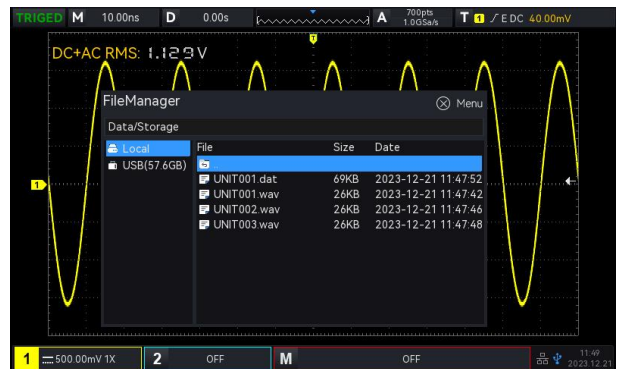 TRIGED M 10.00ns D 0.00s A 700pts 1.0GSa/s T 1 E DC 40.00mV
T
DC+AC RMS: 1.129V
FileManager Menu
Data/Storage
Local File Size Date
USB(57.6GB) ..
UNIT001.dat 69KB 2023-12-21 11:47:52
UNIT001.wav 26KB 2023-12-21 11:47:42
1
UNIT002.wav 26KB 2023-12-21 11:47:46
UNIT003.wav 26KB 2023-12-21 11:47:48
1 500.00mV 1X 2 OFF M OFF 11:49
2023.12.21